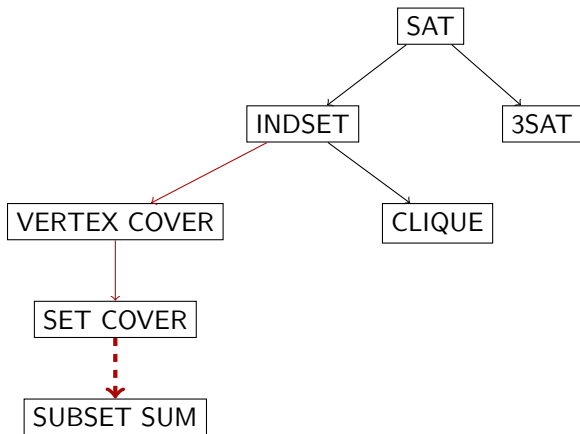 SAT
INDSET
3SAT
VERTEX COVER
CLIQUE
SET COVER
SUBSET SUM